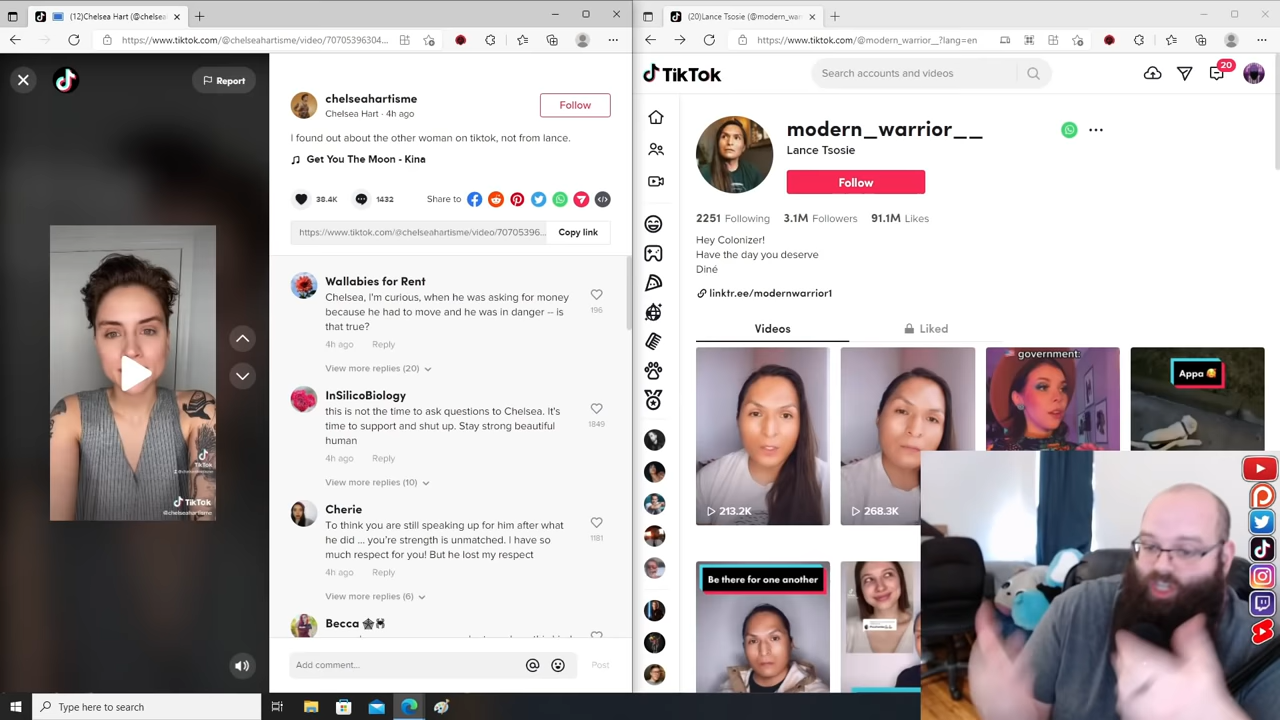 (12)Chelsea Hart (@chelsea
https://www.tiktok.com/@chelseahartisme/video/70705396304...
Report
TikTok
@chelseahartisme
chelseahartisme
Chelsea Hart · 4h ago
Follow
I found out about the other woman on tiktok, not from lance.
Get You The Moon - Kina
38.4K
1432
Share to
https://www.tiktok.com/@chelseahartisme/video/70705396...
Copy link
Wallabies for Rent
Chelsea, I'm curious, when he was asking for money
because he had to move and he was in danger -- is
that true?
196
4h ago
Reply
View more replies (20)
InSilicoBiology
this is not the time to ask questions to Chelsea. It's
time to support and shut up. Stay strong beautiful
human
1849
4h ago
Reply
View more replies (10)
Cherie
To think you are still speaking up for him after what
he did ... you're strength is unmatched. I have so
much respect for you! But he lost my respect
1181
4h ago
Reply
View more replies (6)
Becca
Add comment...
Post
(20)Lance Tsosie (@modern_war
https://www.tiktok.com/@modern_warrior__?lang=en
TikTok
Search accounts and videos
20
modern_warrior__
Lance Tsosie
Follow
2251 Following
3.1M Followers
91.1M Likes
Hey Colonizer!
Have the day you deserve
Diné
linktr.ee/modernwarrior1
Videos
Liked
213.2K
268.3K
government:
Appa
Be there for one another
Type here to search